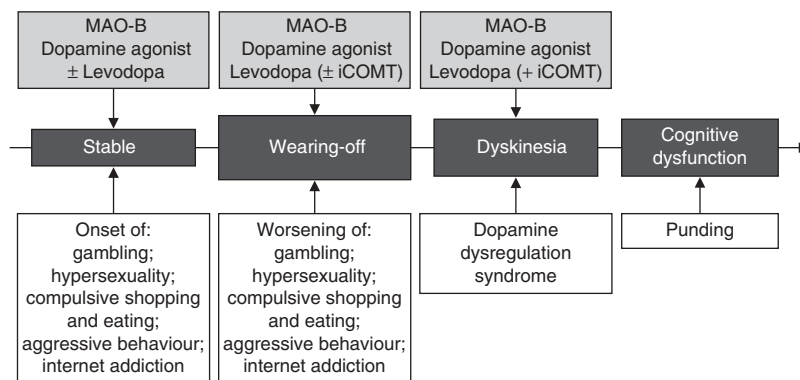 MAO-B
Dopamine agonist
± Levodopa
MAO-B
Dopamine agonist
Levodopa (± iCOMT)
MAO-B
Dopamine agonist
Levodopa (+ iCOMT)
Stable
Wearing-off
Dyskinesia
Cognitive
dysfunction
Onset of:
gambling;
hypersexuality;
compulsive shopping
and eating;
aggressive behaviour;
internet addiction
Worsening of:
gambling;
hypersexuality;
compulsive shopping
and eating;
aggressive behaviour;
internet addiction
Dopamine
dysregulation
syndrome
Punding